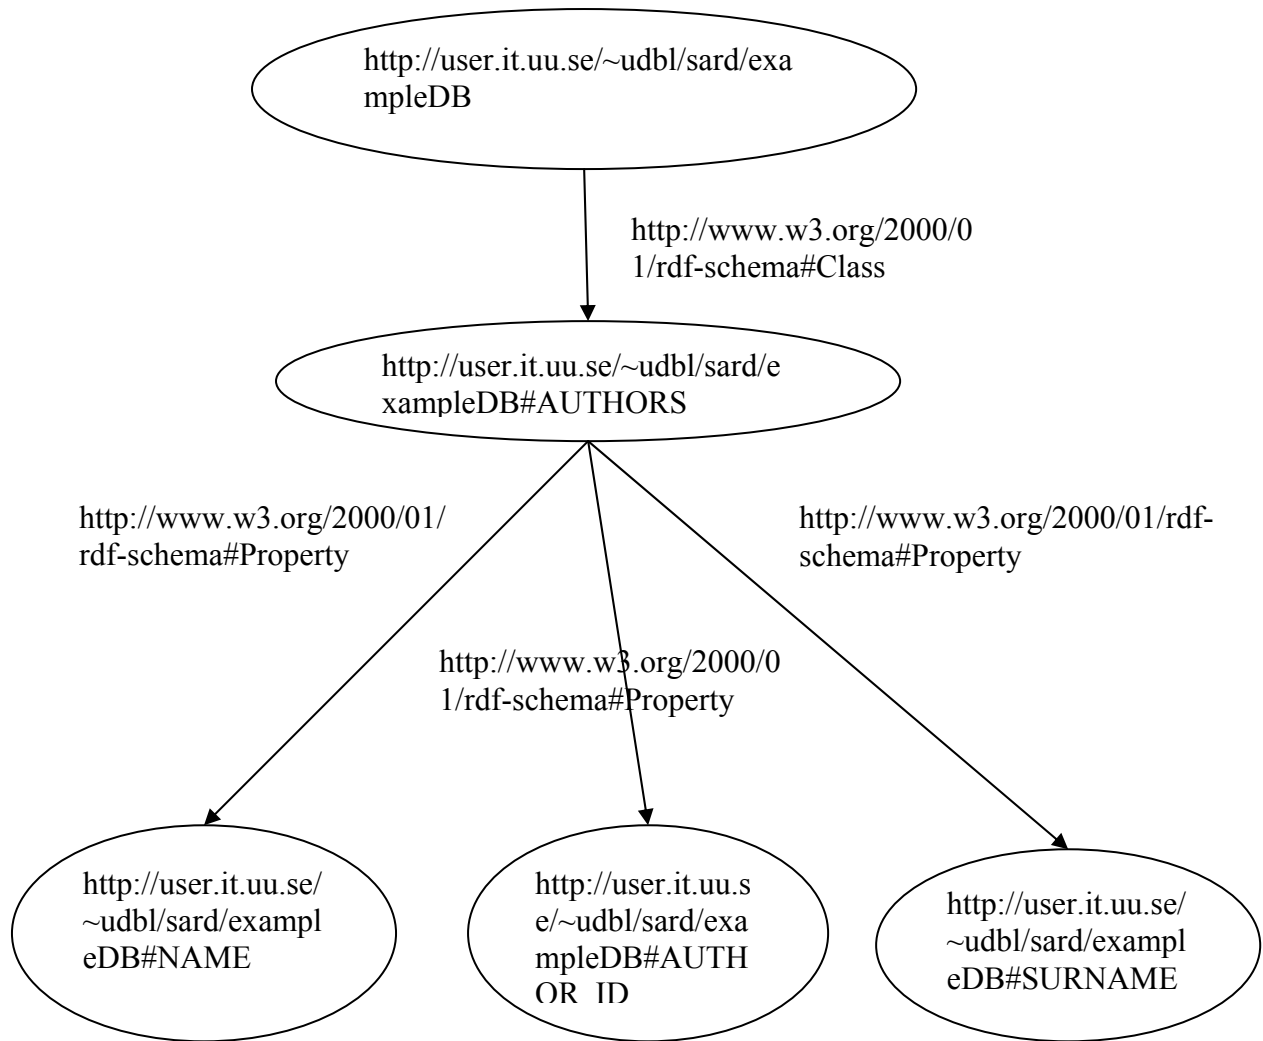 http://user.it.uu.se/~udbl/sard/exa
mpleDB
http://www.w3.org/2000/0
1/rdf-schema#Class
http://user.it.uu.se/~udbl/sard/e
xampleDB#AUTHORS
http://www.w3.org/2000/01/
rdf-schema#Property
http://www.w3.org/2000/01/rdf-
schema#Property
http://www.w3.org/2000/0
1/rdf-schema#Property
http://user.it.uu.se/
~udbl/sard/exampl
eDB#NAME
http://user.it.uu.s
e/~udbl/sard/exa
mpleDB#AUTH
OR_ID
http://user.it.uu.se/
~udbl/sard/exampl
eDB#SURNAME